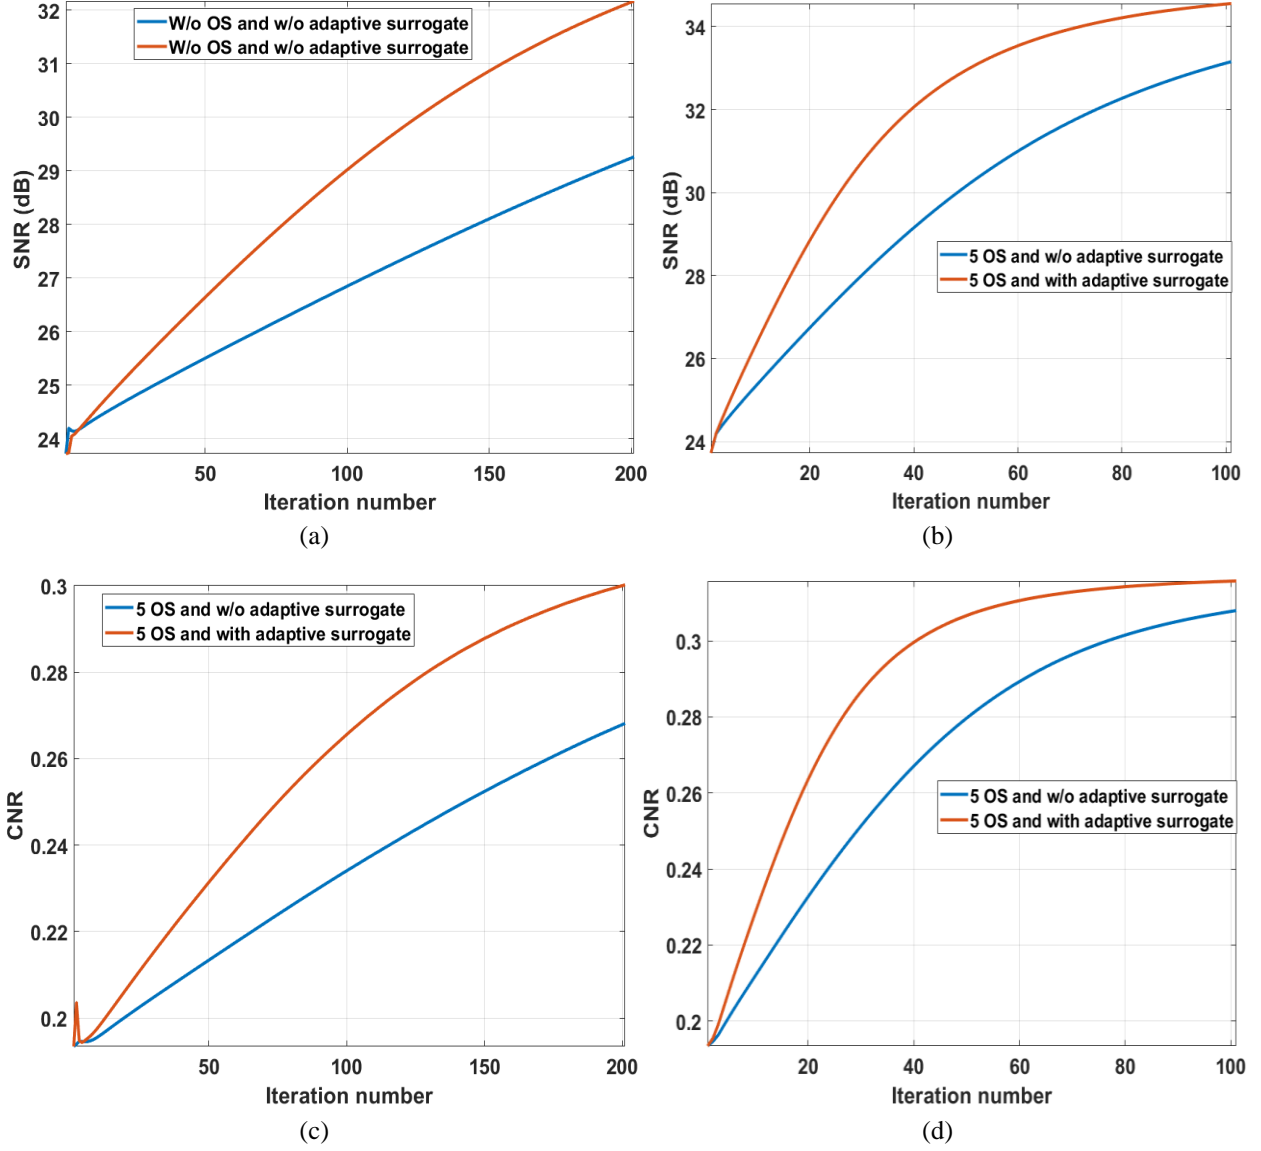 W/o OS and w/o adaptive surrogate
W/o OS and w/o adaptive surrogate
32
31
30
29
28
27
26
25
24
SNR (dB)
50
100
150
200
Iteration number
(a)
34
32
30
28
26
24
SNR (dB)
5 OS and w/o adaptive surrogate
5 OS and with adaptive surrogate
20
40
60
80
100
Iteration number
(b)
5 OS and w/o adaptive surrogate
5 OS and with adaptive surrogate
0.3
0.28
0.26
0.24
0.22
0.2
CNR
50
100
150
200
Iteration number
(c)
0.3
0.28
0.26
0.24
0.22
0.2
CNR
5 OS and w/o adaptive surrogate
5 OS and with adaptive surrogate
20
40
60
80
100
Iteration number
(d)